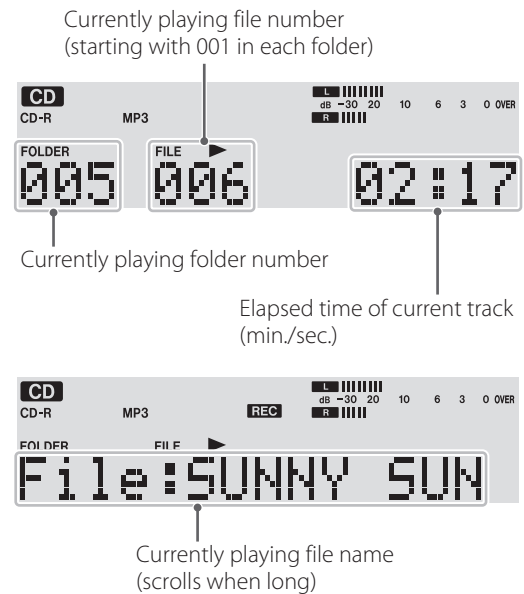 Currently playing file number
(starting with 001 in each folder)
CD
L
dB -30 20 10 6 3 0 OVER
CD-R MP3
R
FOLDER FILE
005 006 02:17
Currently playing folder number
Elapsed time of current track
(min./sec.)
CD
L
dB -30 20 10 6 3 0 OVER
CD-R MP3 REC
R
FOLDER FILE
File:SUNNY SUN
Currently playing file name
(scrolls when long)